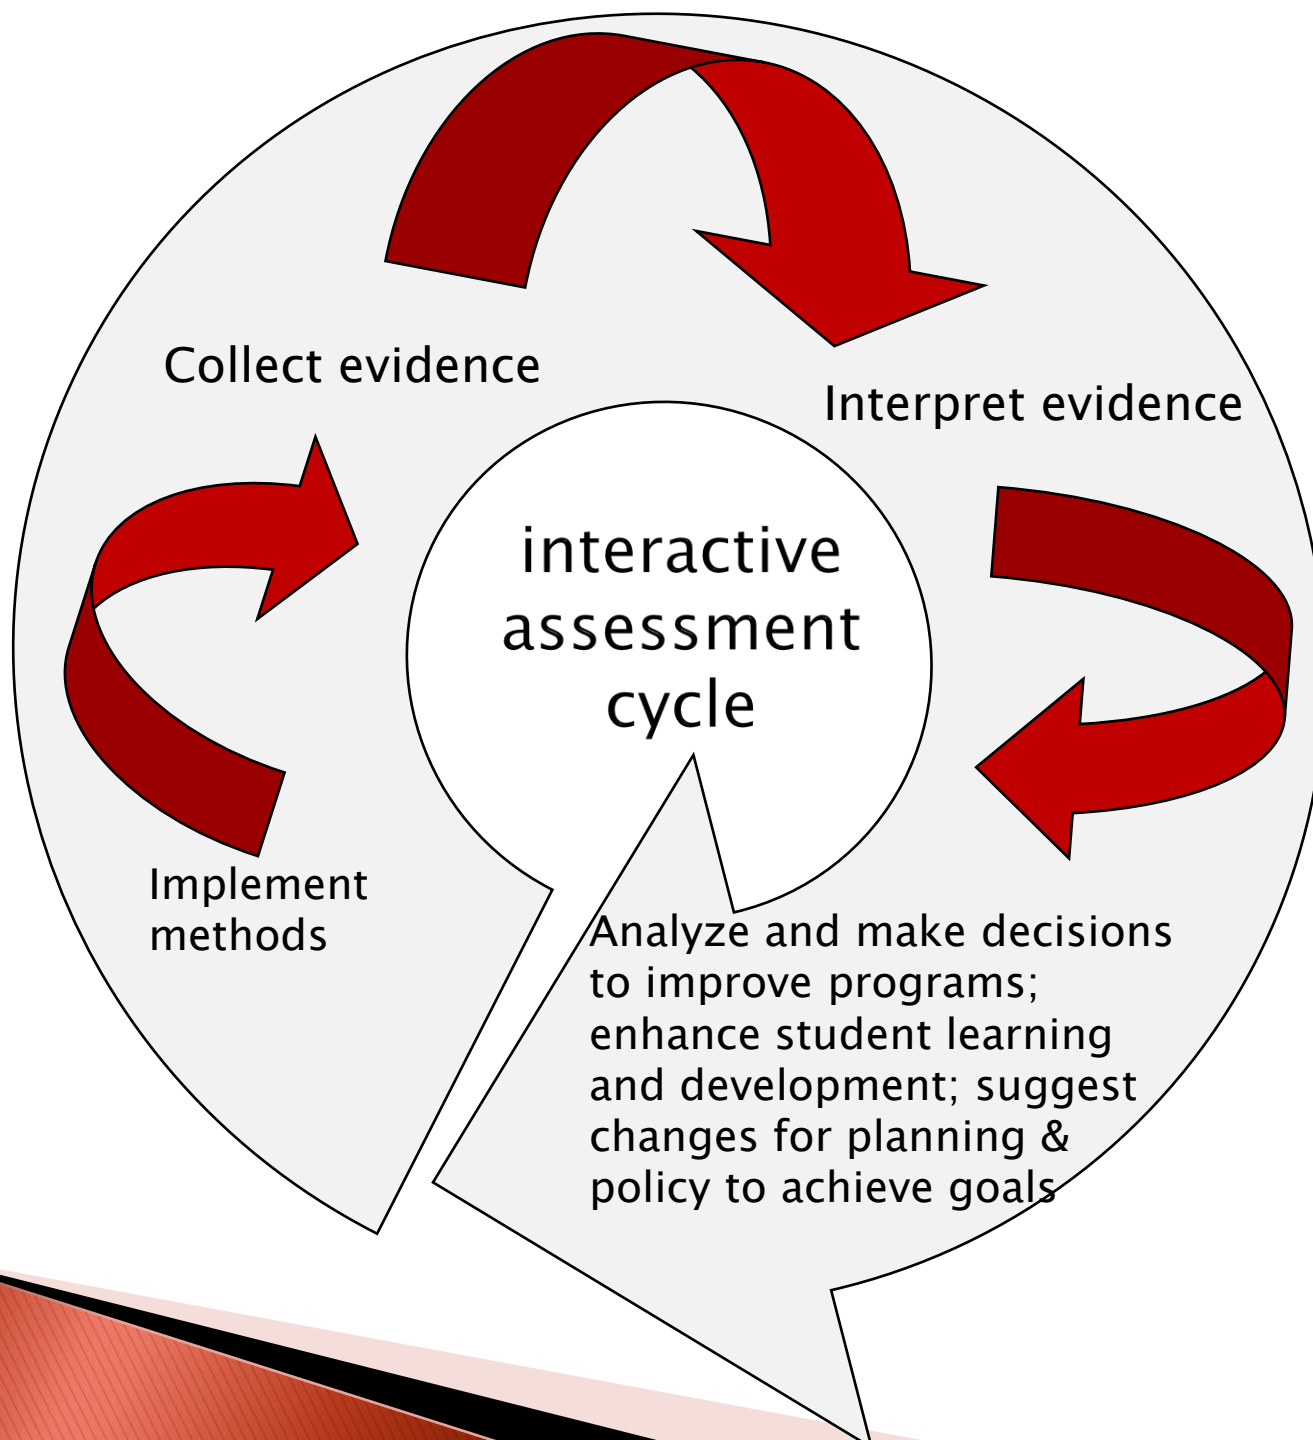 Collect evidence
Interpret evidence
interactive
assessment
cycle
Implement
methods
Analyze and make decisions
to improve programs;
enhance student learning
and development; suggest
changes for planning &
policy to achieve goals